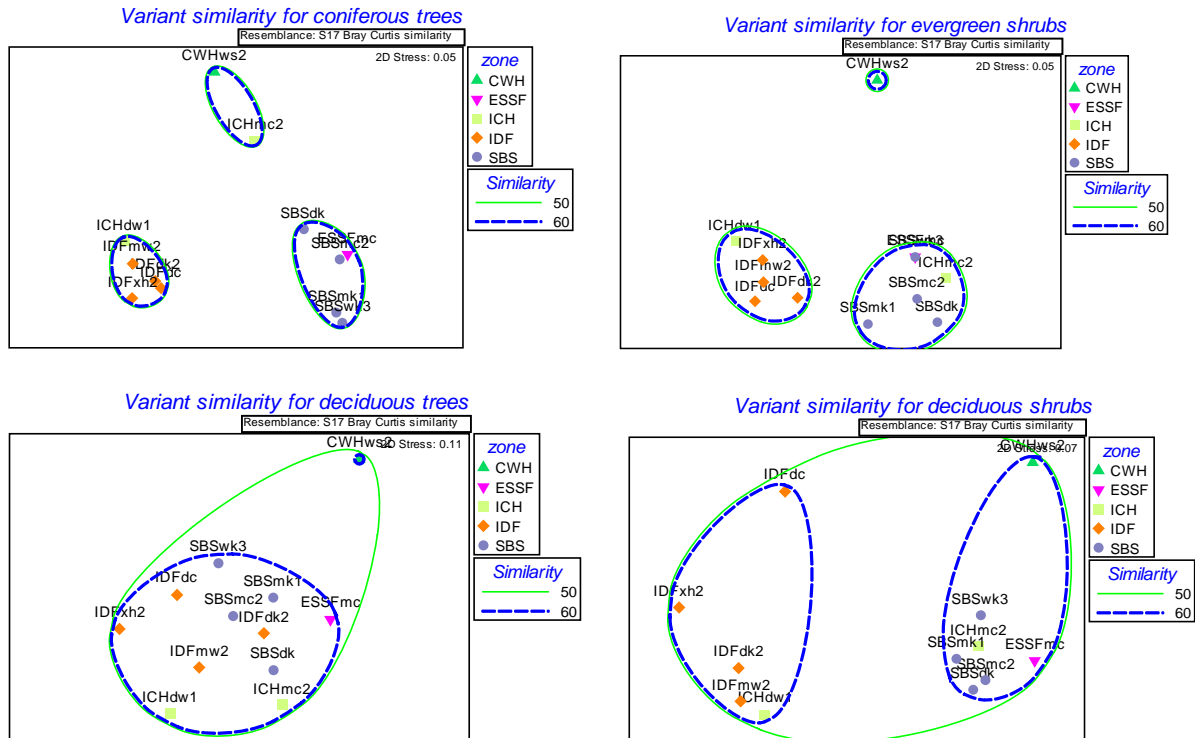 Variant similarity for coniferous trees
Resemblance: S17 Bray Curtis similarity
2D Stress: 0.05
CWHws2
ICHmc2
SBSdk
ESSFmc
SBSmc2
ICHdw1
IDFmw2
IDFdk2
IDFdc
IDFxh2
SBSmk1
SBSwk3
zone
CWH
ESSF
ICH
IDF
SBS
Similarity
50
60
Variant similarity for evergreen shrubs
Resemblance: S17 Bray Curtis similarity
2D Stress: 0.05
CWHws2
ICHdw1
IDFxh2
IDFmw2
IDFdk2
IDFdc
ICHmc2
SBSmc2
SBSmk1
SBSdk
zone
CWH
ESSF
ICH
IDF
SBS
Similarity
50
60
Variant similarity for deciduous trees
Resemblance: S17 Bray Curtis similarity
2D Stress: 0.11
CWHws2
SBSwk3
IDFdc
SBSmk1
SBSmc2
ESSFmc
IDFxh2
IDFdk2
IDFmw2
SBSdk
ICHdw1
ICHmc2
zone
CWH
ESSF
ICH
IDF
SBS
Similarity
50
60
Variant similarity for deciduous shrubs
Resemblance: S17 Bray Curtis similarity
2D Stress: 0.07
CWHws2
IDFdc
IDFxh2
SBSwk3
ICHmc2
SBSmk1
ESSFmc
IDFdk2
SBSmc2
SBSdk
IDFmw2
ICHdw1
zone
CWH
ESSF
ICH
IDF
SBS
Similarity
50
60